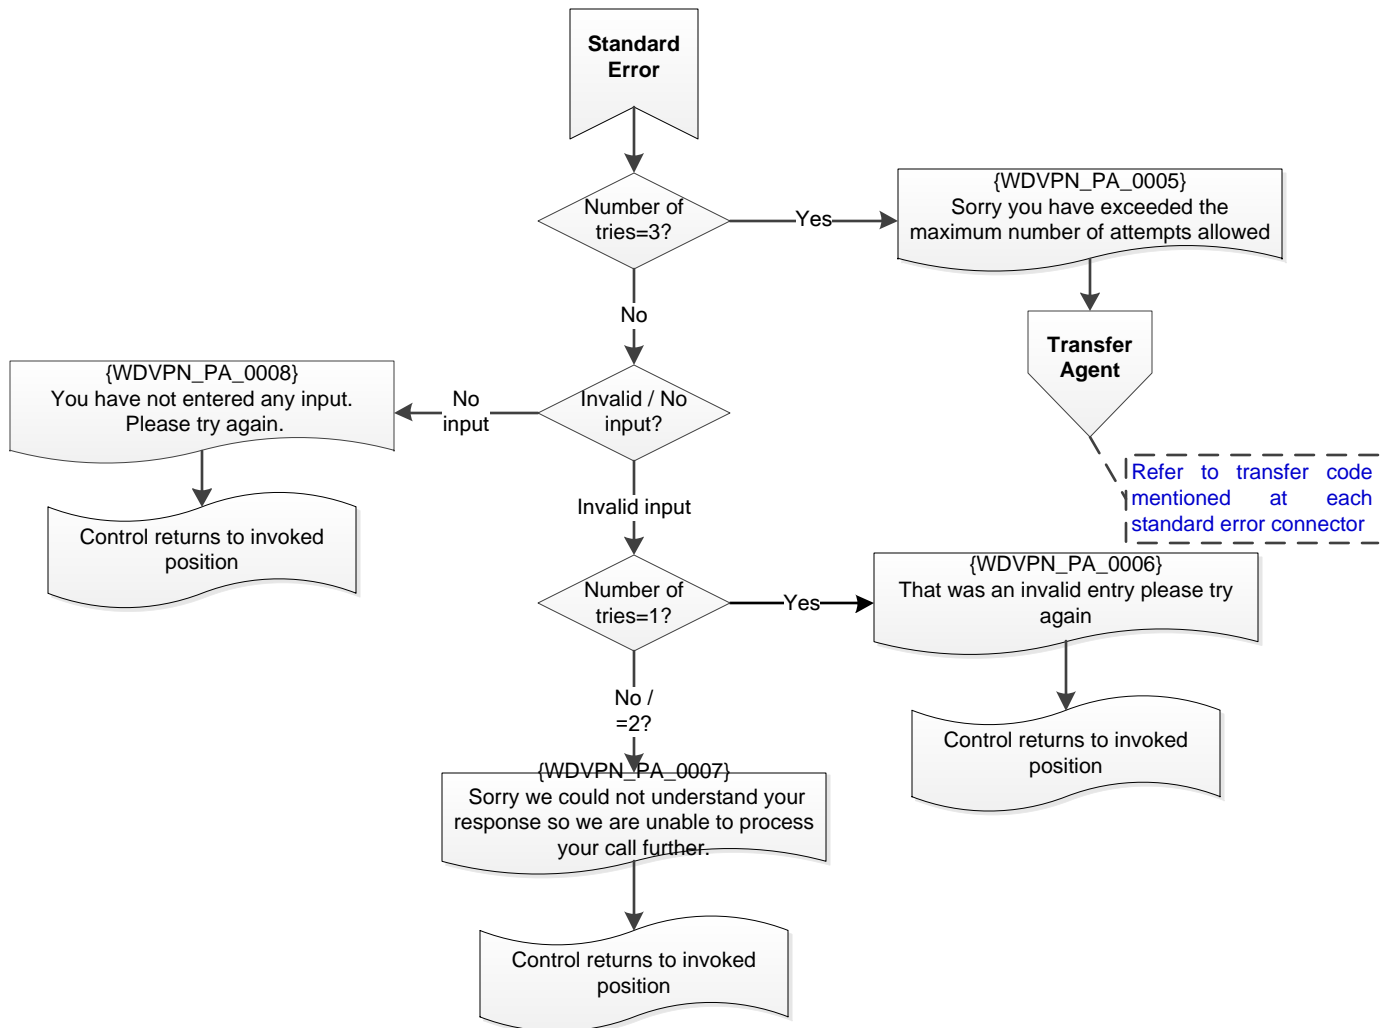 Standard
Error
Number of
tries=3?
Yes
{WDVPN_PA_0005}
Sorry you have exceeded the
maximum number of attempts allowed
No
Transfer
Agent
Refer to transfer code
mentioned at each
standard error connector
Invalid / No
input?
No
input
{WDVPN_PA_0008}
You have not entered any input.
Please try again.
Control returns to invoked
position
Invalid input
Number of
tries=1?
Yes
{WDVPN_PA_0006}
That was an invalid entry please try
again
Control returns to invoked
position
No /
=2?
{WDVPN_PA_0007}
Sorry we could not understand your
response so we are unable to process
your call further.
Control returns to invoked
position